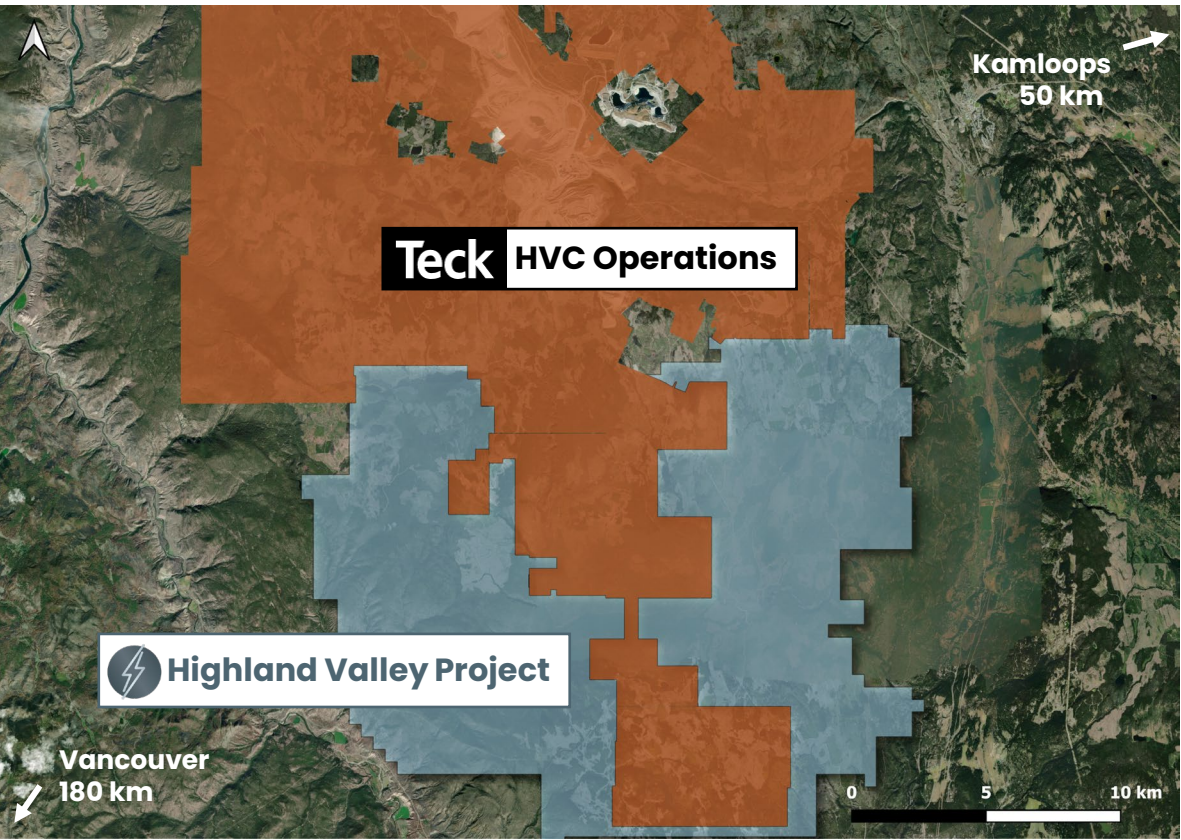 Kamloops
50 km
Teck HVC Operations
Highland Valley Project
Vancouver
180 km
0 5 10 km